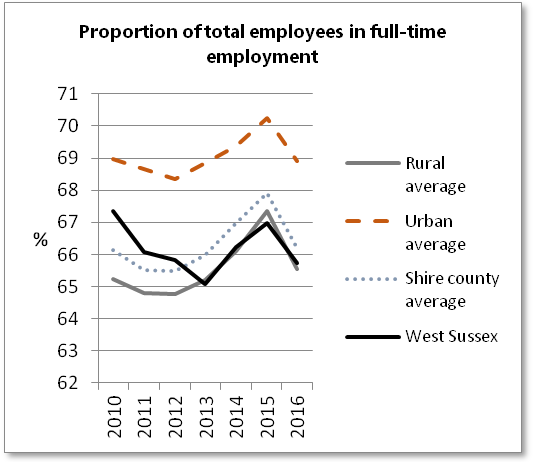 Proportion of total employees in full-time
employment
71
70
69
68
67
66
65
64
63
62
%
2010
2011
2012
2013
2014
2015
2016
Rural
average
Urban
average
Shire county
average
West Sussex